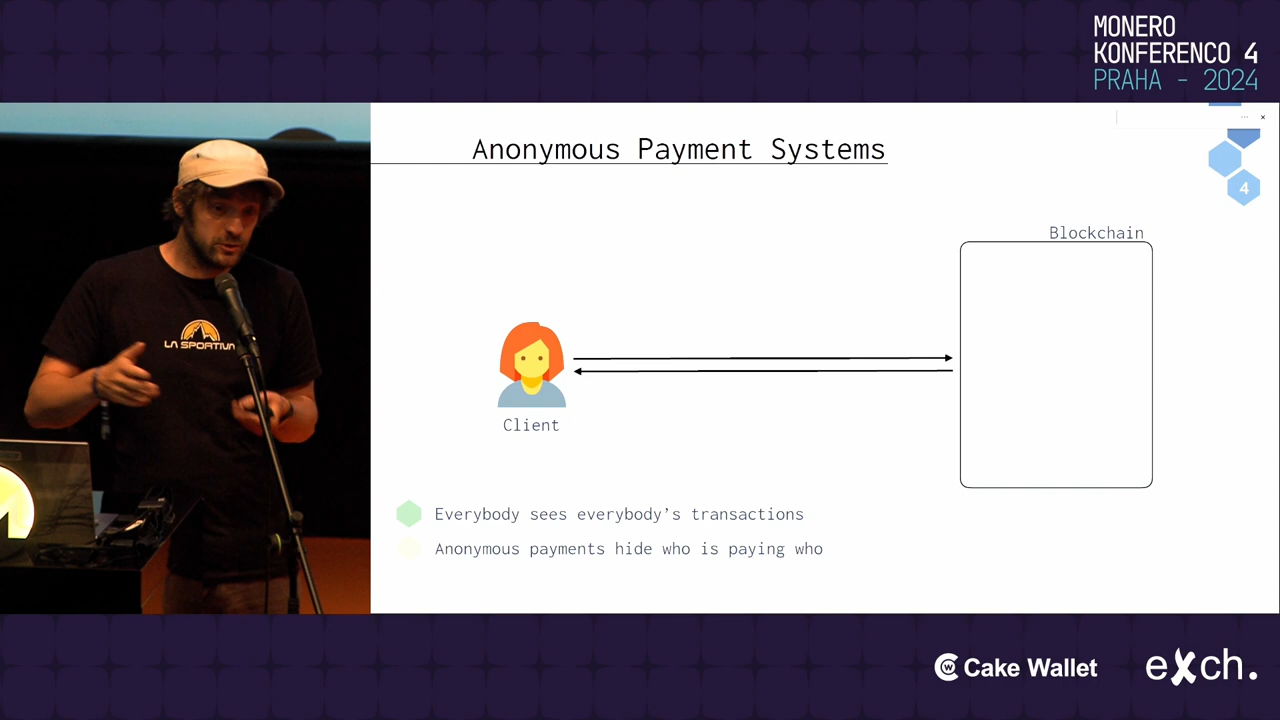 MONERO
KONFERENCO 4
PRAHA - 2024
Anonymous Payment Systems
4
Blockchain
LA SPORTIVA
Client
Everybody sees everybody's transactions
Anonymous payments hide who is paying who
Cake Wallet
eXch.